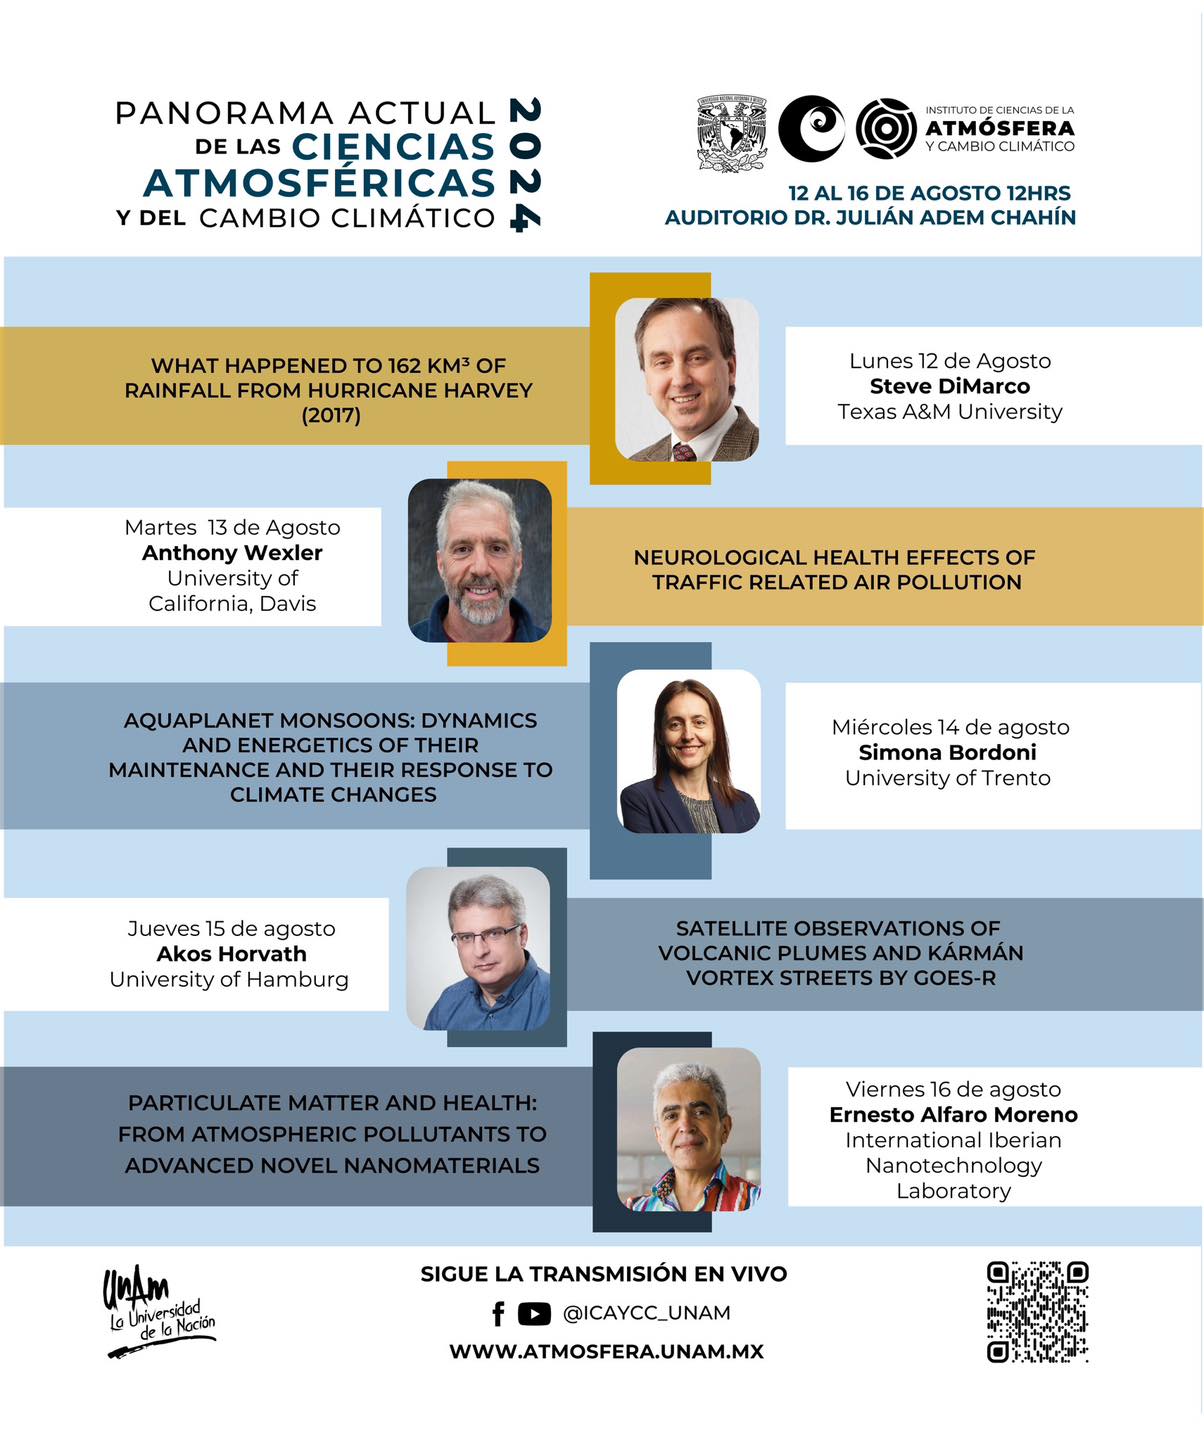 PANORAMA ACTUAL
DE LAS CIENCIAS
ATMOSFÉRICAS
Y DEL CAMBIO CLIMÁTICO
2024
INSTITUTO DE CIENCIAS DE LA
ATMÓSFERA
Y CAMBIO CLIMÁTICO
12 AL 16 DE AGOSTO 12HRS
AUDITORIO DR. JULIÁN ADEM CHAHÍN
WHAT HAPPENED TO 162 KM³ OF
RAINFALL FROM HURRICANE HARVEY
(2017)
Lunes 12 de Agosto
Steve DiMarco
Texas A&M University
Martes 13 de Agosto
Anthony Wexler
University of
California, Davis
NEUROLOGICAL HEALTH EFFECTS OF
TRAFFIC RELATED AIR POLLUTION
AQUAPLANET MONSOONS: DYNAMICS
AND ENERGETICS OF THEIR
MAINTENANCE AND THEIR RESPONSE TO
CLIMATE CHANGES
Miércoles 14 de agosto
Simona Bordoni
University of Trento
Jueves 15 de agosto
Akos Horvath
University of Hamburg
SATELLITE OBSERVATIONS OF
VOLCANIC PLUMES AND KÁRMÁN
VORTEX STREETS BY GOES-R
PARTICULATE MATTER AND HEALTH:
FROM ATMOSPHERIC POLLUTANTS TO
ADVANCED NOVEL NANOMATERIALS
Viernes 16 de agosto
Ernesto Alfaro Moreno
International Iberian
Nanotechnology
Laboratory
UnAm
La Universidad
de la Nación
SIGUE LA TRANSMISIÓN EN VIVO
@ICAYCC_UNAM
WWW.ATMOSFERA.UNAM.MX